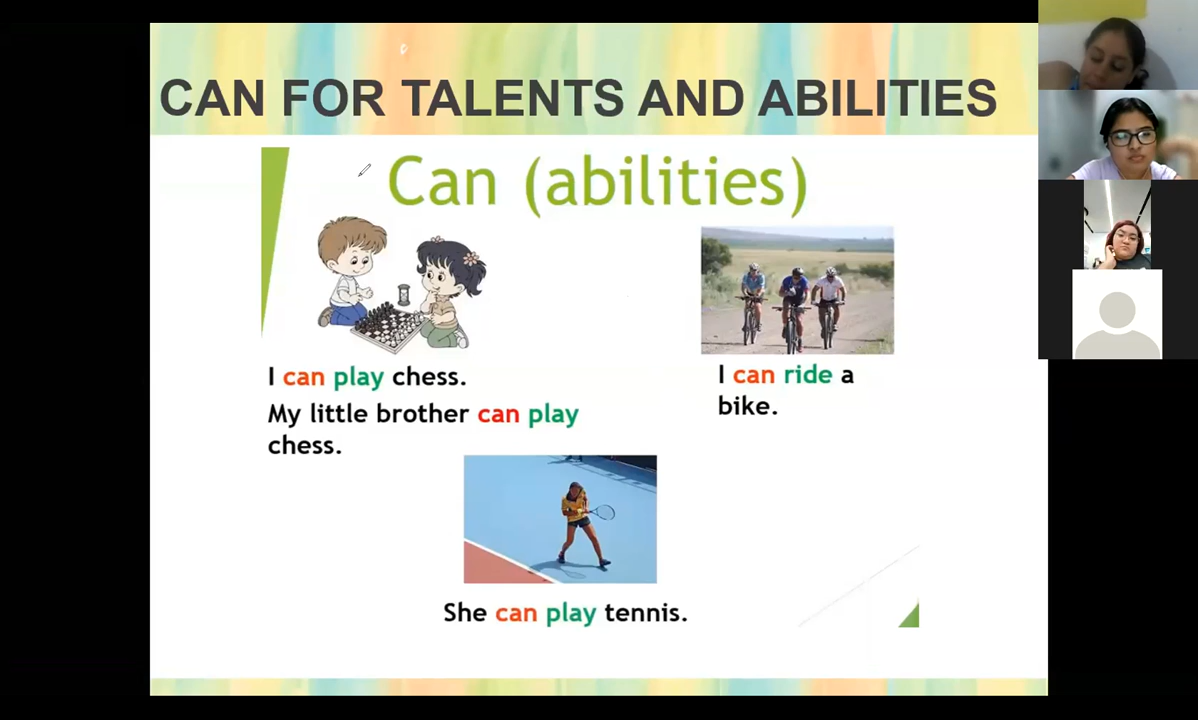 CAN FOR TALENTS AND ABILITIES
Can (abilities)
I can play chess.
My little brother can play
chess.
I can ride a
bike.
She can play tennis.